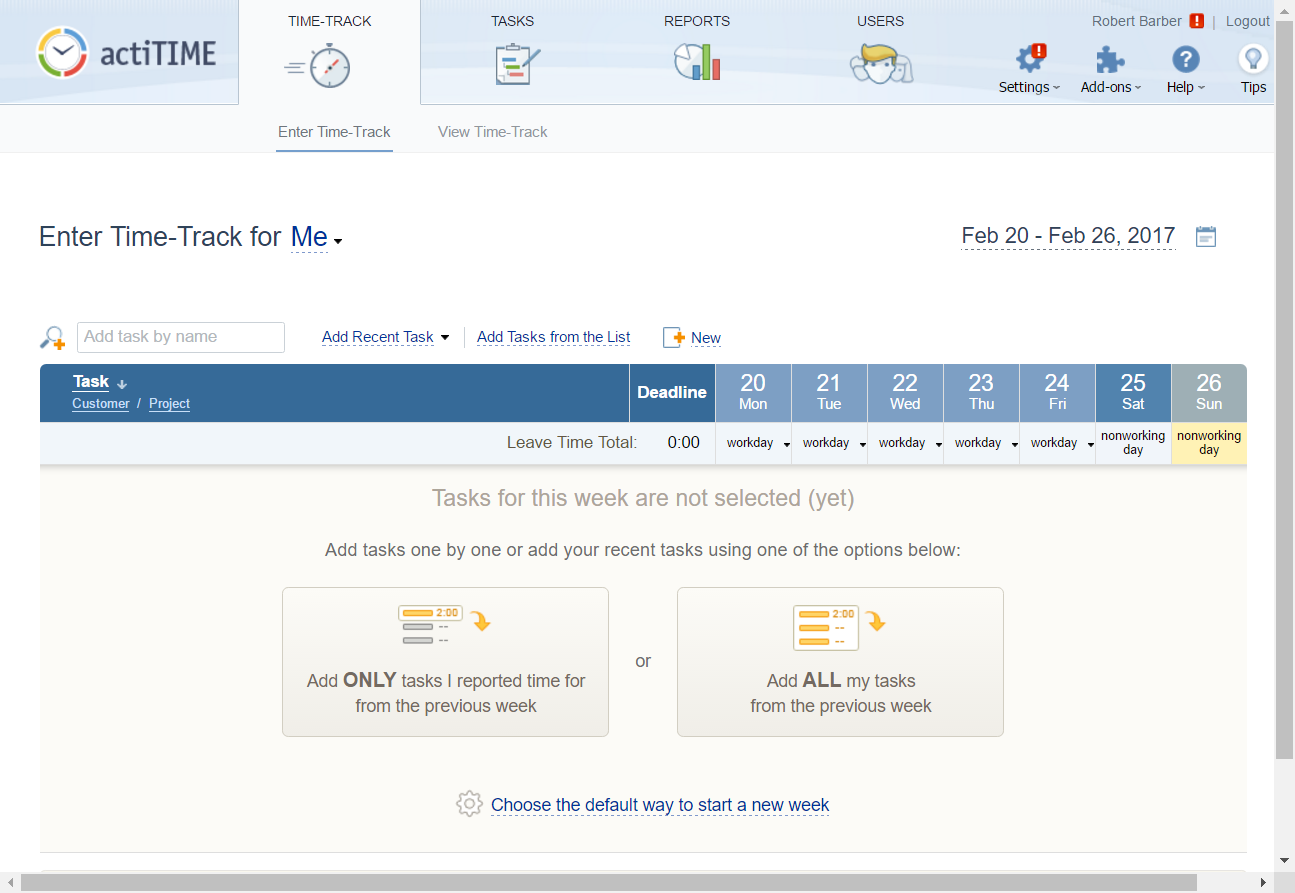 actiTIME
TIME-TRACK
TASKS
REPORTS
USERS
Robert Barber ! | Logout
Settings
Add-ons
Help
Tips
Enter Time-Track
View Time-Track
Enter Time-Track for Me
Feb 20 - Feb 26, 2017
Add task by name
Add Recent Task
Add Tasks from the List
New
Task
Customer / Project
Deadline
20 Mon
21 Tue
22 Wed
23 Thu
24 Fri
25 Sat
26 Sun
Leave Time Total: 0:00
workday
workday
workday
workday
workday
nonworking
day
nonworking
day
Tasks for this week are not selected (yet)
Add tasks one by one or add your recent tasks using one of the options below:
2:00
--
--
Add ONLY tasks I reported time for
from the previous week
or
2:00
--
--
Add ALL my tasks
from the previous week
Choose the default way to start a new week